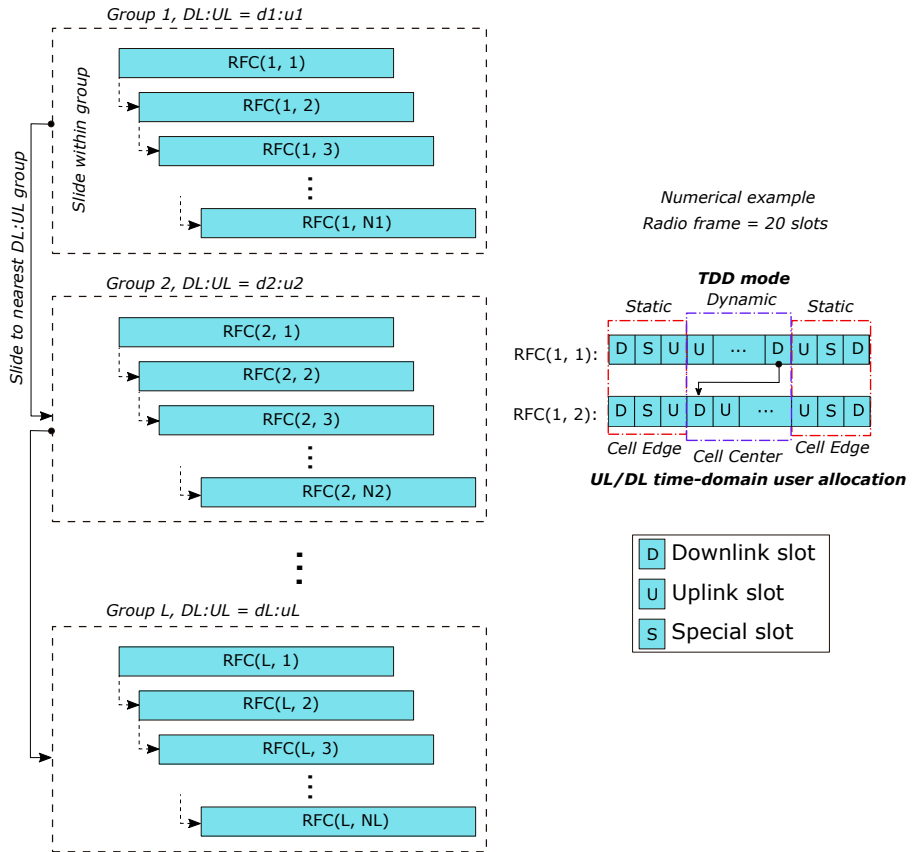 Group 1, DL:UL = d1:u1
Slide within group
RFC(1, 1)
RFC(1, 2)
RFC(1, 3)
...
RFC(1, N1)
Slide to nearest DL:UL group
Group 2, DL:UL = d2:u2
RFC(2, 1)
RFC(2, 2)
RFC(2, 3)
...
RFC(2, N2)
...
Group L, DL:UL = dL:uL
RFC(L, 1)
RFC(L, 2)
RFC(L, 3)
...
RFC(L, NL)
Numerical example
Radio frame = 20 slots
TDD mode
Static Dynamic Static
RFC(1, 1): D S U U ... D U S D
RFC(1, 2): D S U D U ... U S D
Cell Edge Cell Center Cell Edge
UL/DL time-domain user allocation
D Downlink slot
U Uplink slot
S Special slot